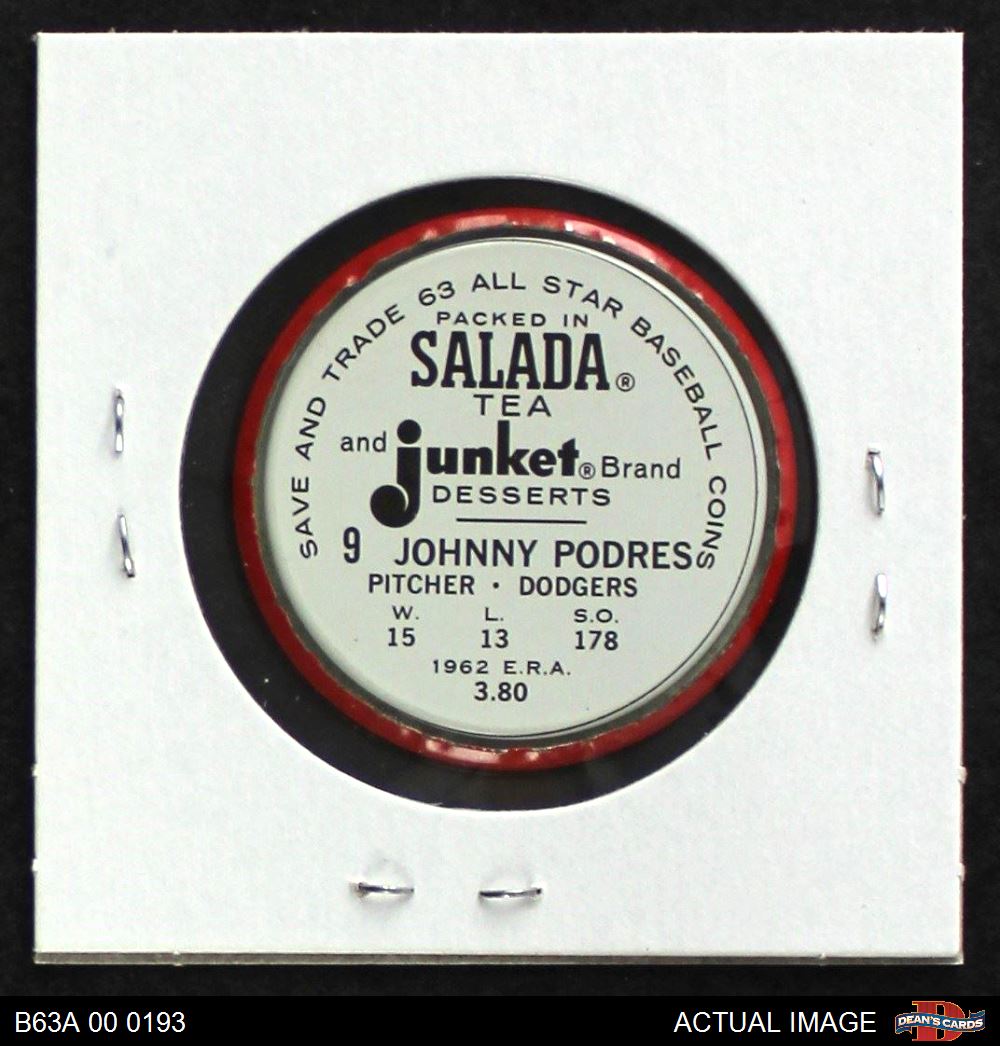 SAVE AND TRADE 63 ALL STAR BASEBALL COINS
PACKED IN
SALADA®
TEA
and junket® Brand
DESSERTS
9 JOHNNY PODRES
PITCHER · DODGERS
W. L. S.O.
15 13 178
1962 E.R.A.
3.80
B63A 00 0193
ACTUAL IMAGE
DEAN'S CARDS